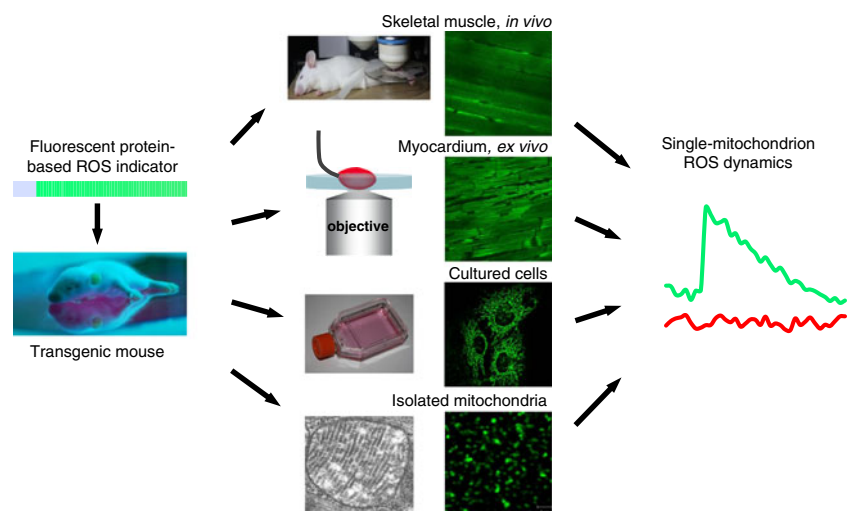 Skeletal muscle, in vivo
Fluorescent protein-
based ROS indicator
Myocardium, ex vivo
objective
Single-mitochondrion
ROS dynamics
Cultured cells
Transgenic mouse
Isolated mitochondria